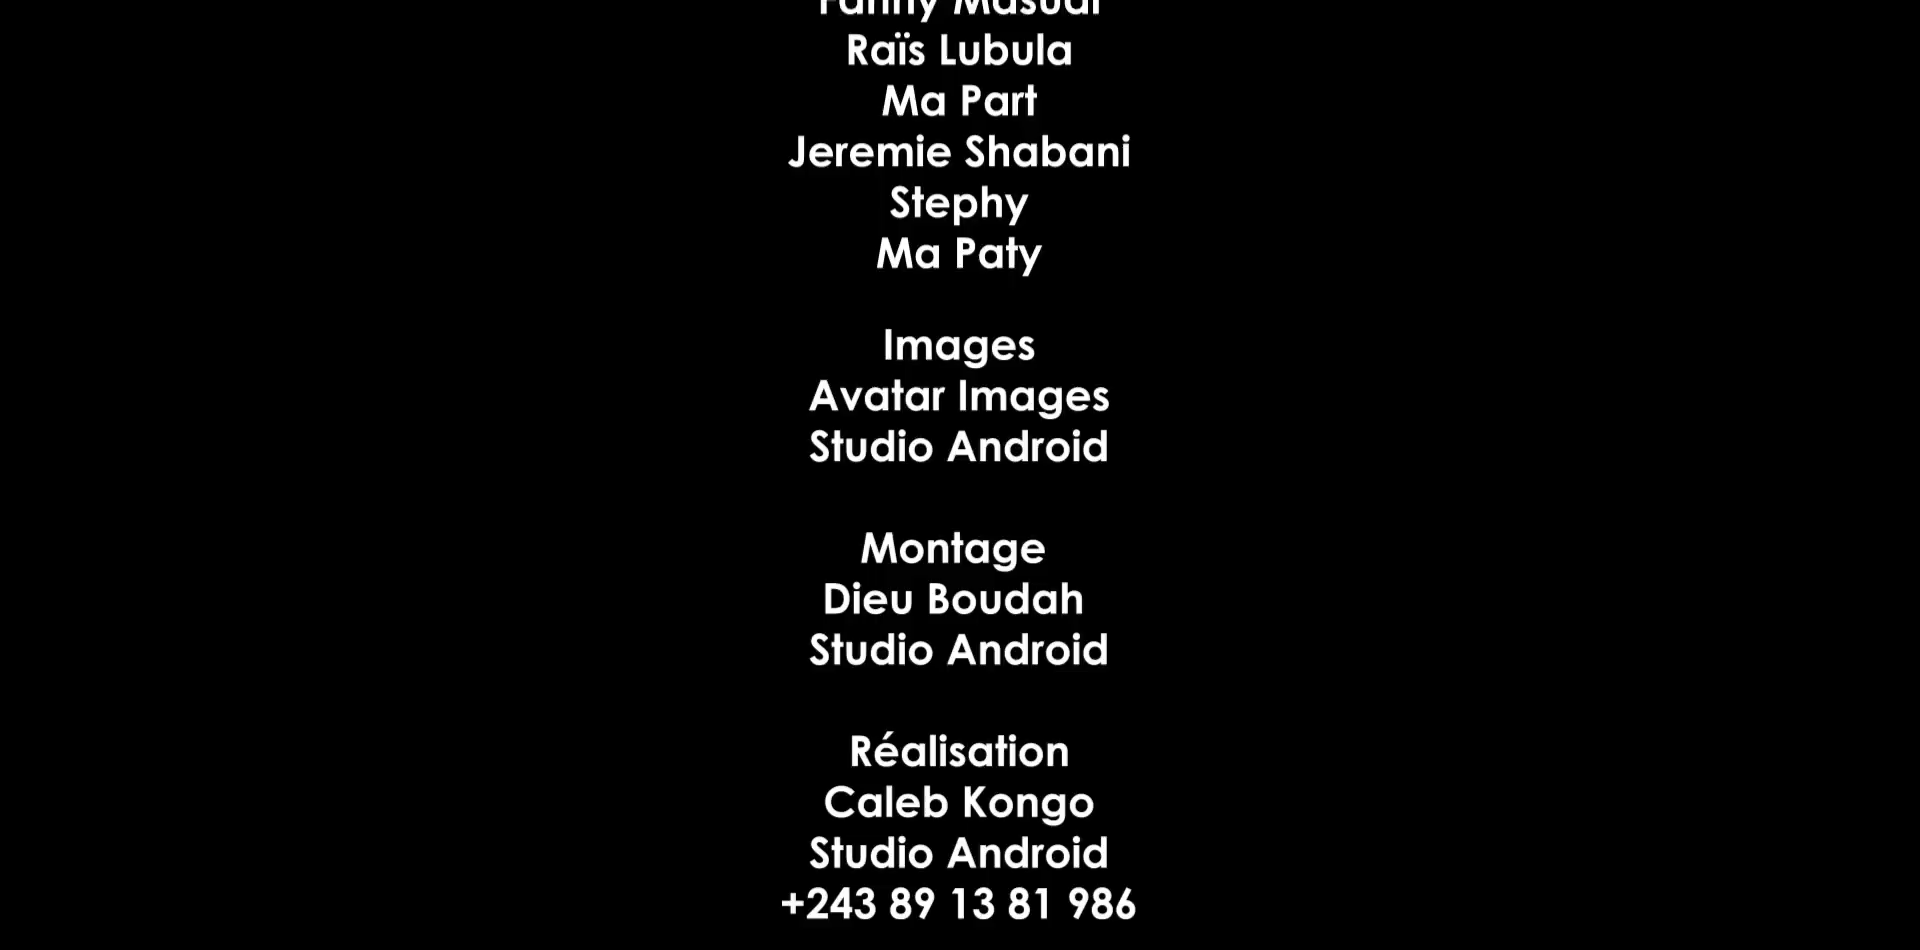 Fanny
Raïs Lubula
Ma Part
Jeremie Shabani
Stephy
Ma Paty
Images
Avatar Images
Studio Android
Montage
Dieu Boudah
Studio Android
Réalisation
Caleb Kongo
Studio Android
+243 89 13 81 986